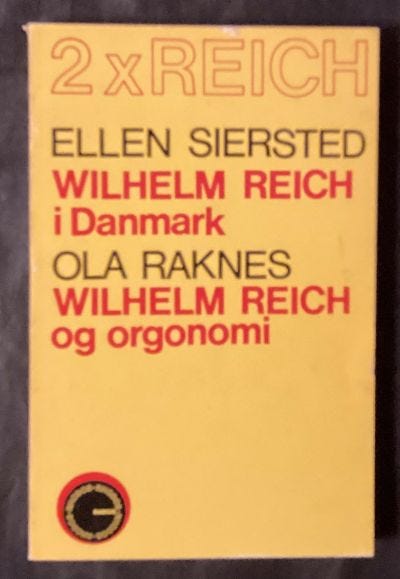 2 x REICH
ELLEN SIERSTED
WILHELM REICH
i Danmark
OLA RAKNES
WILHELM REICH
og orgonomi